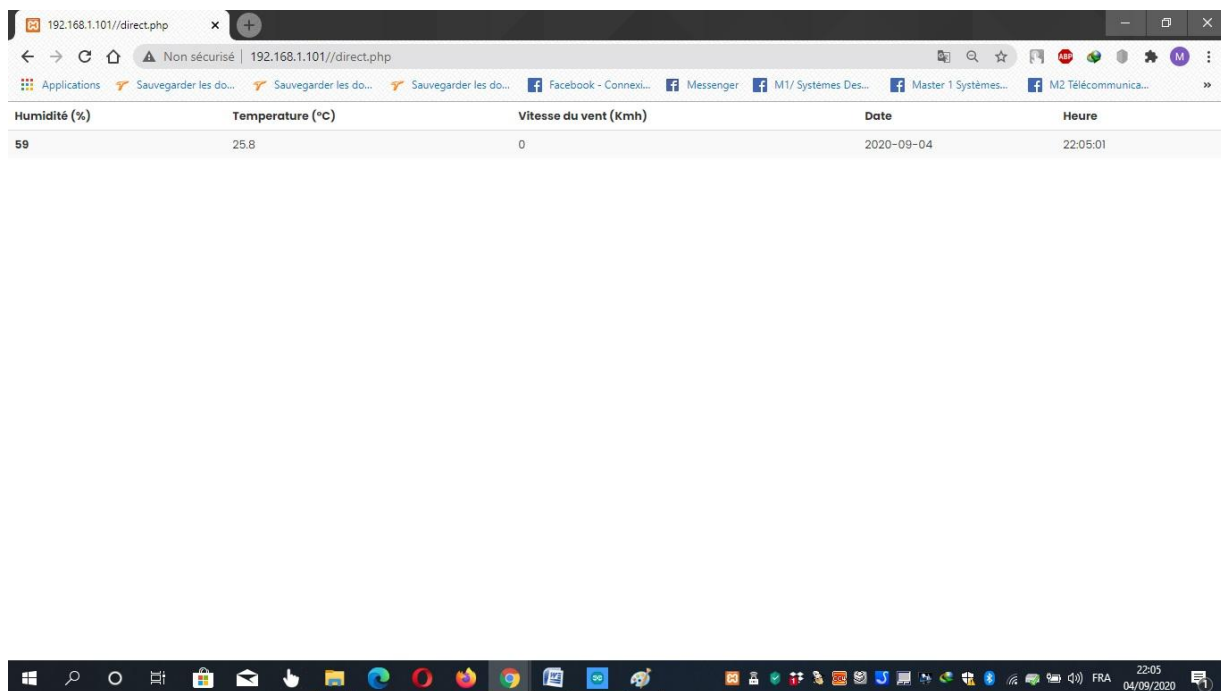 192.168.1.101//direct.php
Non sécurisé | 192.168.1.101//direct.php
ABP
M
Applications Sauvegarder les do... Sauvegarder les do... Sauvegarder les do... Facebook - Connexi... Messenger M1/ Systèmes Des... Master 1 Systèmes... M2 Télécommunica... »
Humidité (%) Temperature (°C) Vitesse du vent (Kmh) Date Heure
59 25.8 0 2020-09-04 22:05:01
FRA
22:05
04/09/2020